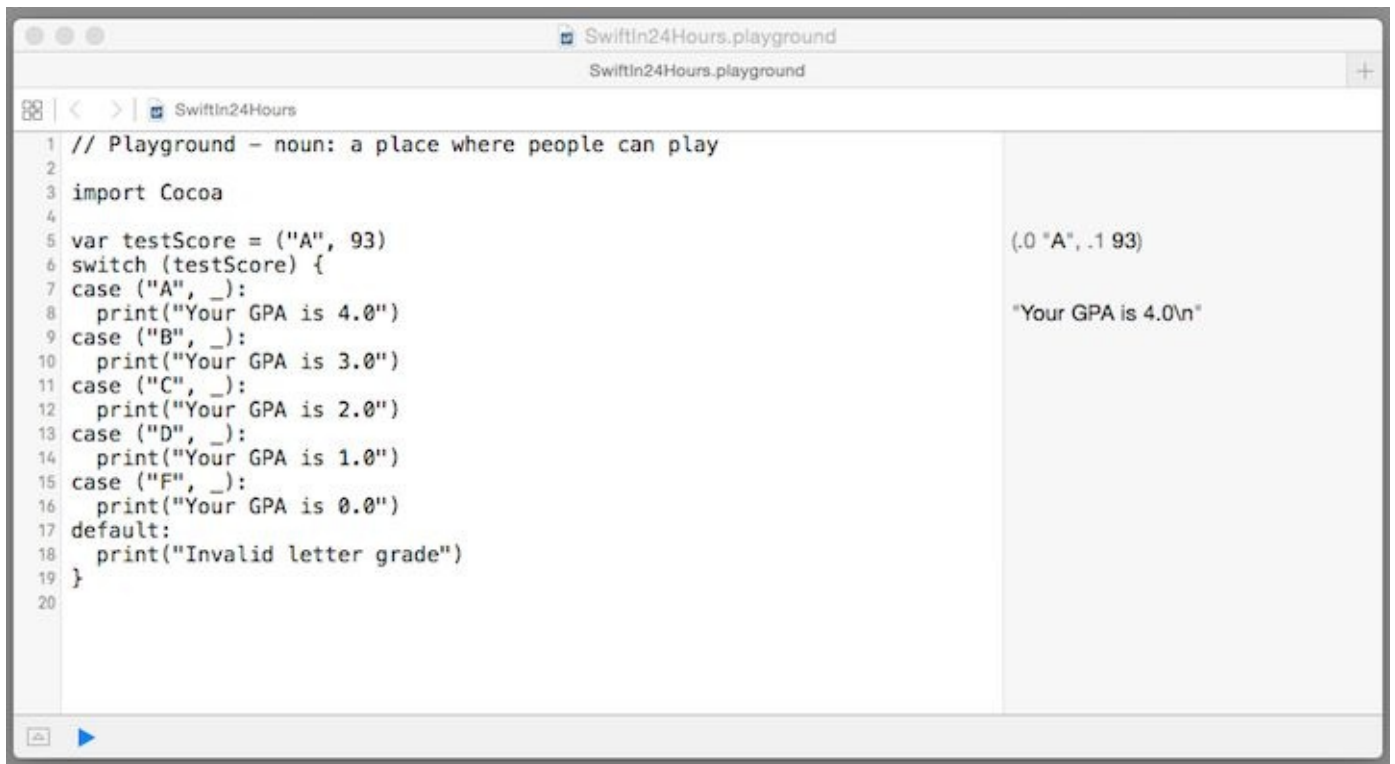 SwiftIn24Hours.playground
SwiftIn24Hours.playground
SwiftIn24Hours
1 // Playground – noun: a place where people can play
2
3 import Cocoa
4
5 var testScore = ("A", 93) (.0 "A", .1 93)
6 switch (testScore) {
7 case ("A", _):
8 print("Your GPA is 4.0") "Your GPA is 4.0\n"
9 case ("B", _):
10 print("Your GPA is 3.0")
11 case ("C", _):
12 print("Your GPA is 2.0")
13 case ("D", _):
14 print("Your GPA is 1.0")
15 case ("F", _):
16 print("Your GPA is 0.0")
17 default:
18 print("Invalid letter grade")
19 }
20